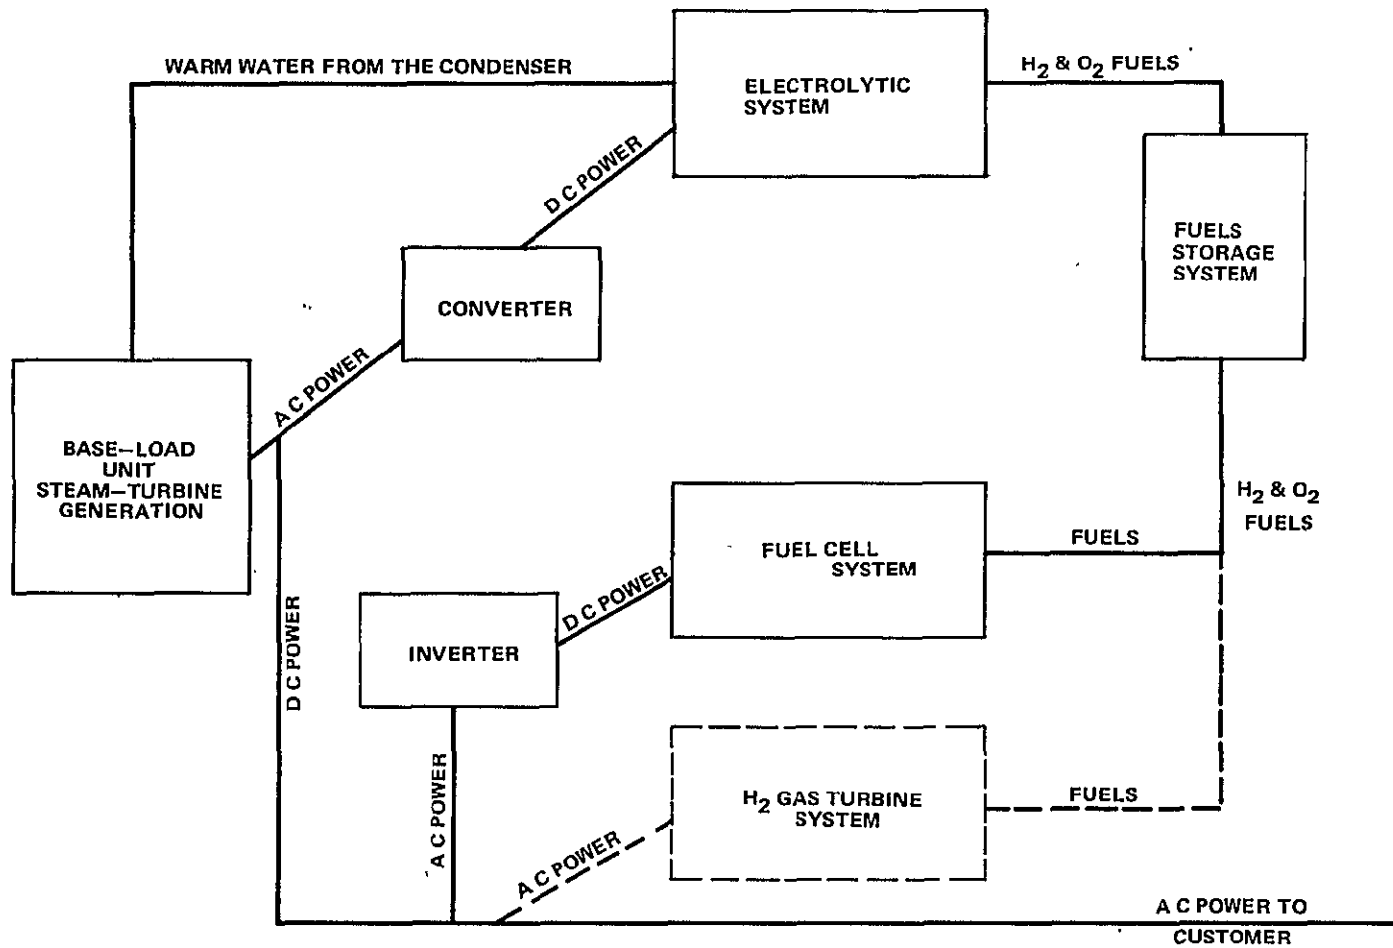 WARM WATER FROM THE CONDENSER
ELECTROLYTIC
SYSTEM
H2 & O2 FUELS
D C POWER
FUELS
STORAGE
SYSTEM
CONVERTER
A C POWER
BASE–LOAD
UNIT
STEAM–TURBINE
GENERATION
H2 & O2
FUELS
FUEL CELL
SYSTEM
FUELS
D C POWER
INVERTER
D C POWER
A C POWER
H2 GAS TURBINE
SYSTEM
FUELS
A C POWER
A C POWER TO
CUSTOMER